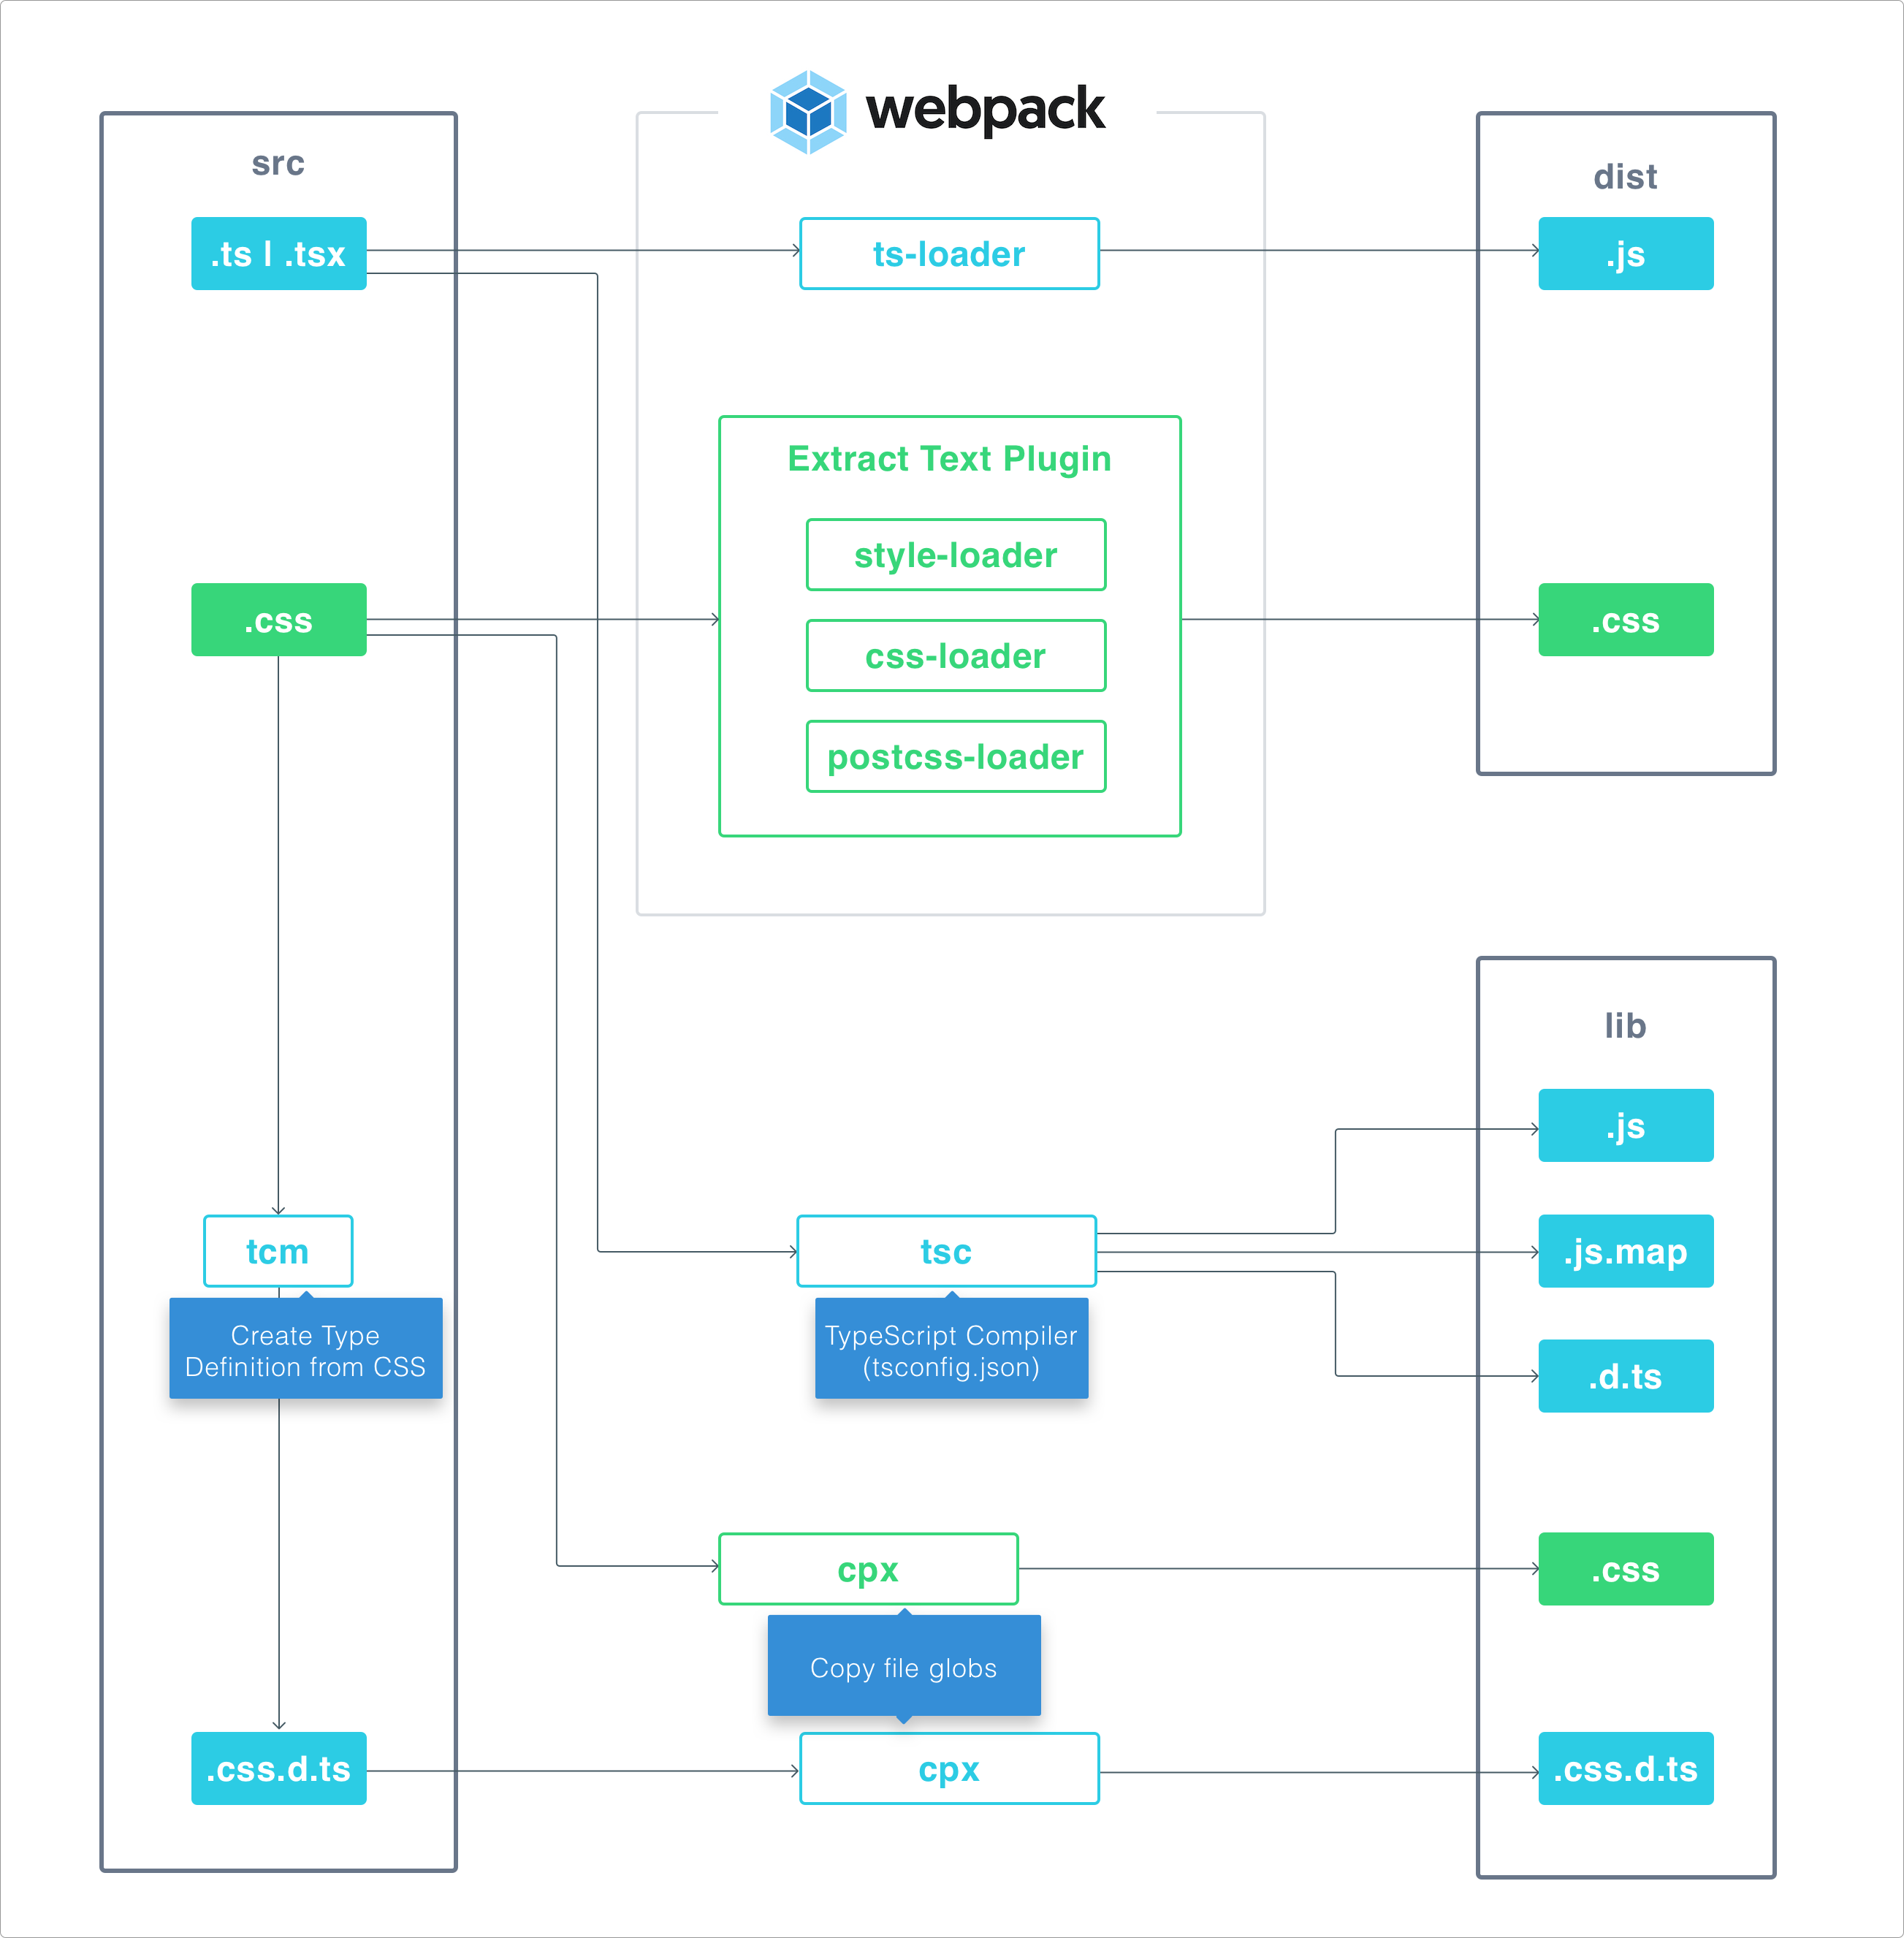 webpack
src
dist
.ts | .tsx
ts-loader
.js
Extract Text Plugin
style-loader
.css
css-loader
.css
postcss-loader
lib
.js
tcm
tsc
.js.map
Create Type
Definition from CSS
TypeScript Compiler
(tsconfig.json)
.d.ts
cpx
.css
Copy file globs
.css.d.ts
cpx
.css.d.ts